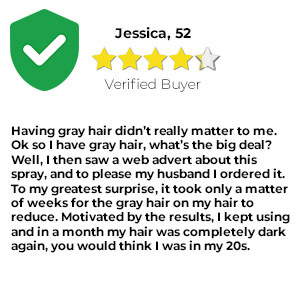 Jessica, 52
Verified Buyer
Having gray hair didn’t really matter to me.
Ok so I have gray hair, what’s the big deal?
Well, I then saw a web advert about this
spray, and to please my husband I ordered it.
To my greatest surprise, it took only a matter
of weeks for the gray hair on my hair to
reduce. Motivated by the results, I kept using
and in a month my hair was completely dark
again, you would think I was in my 20s.